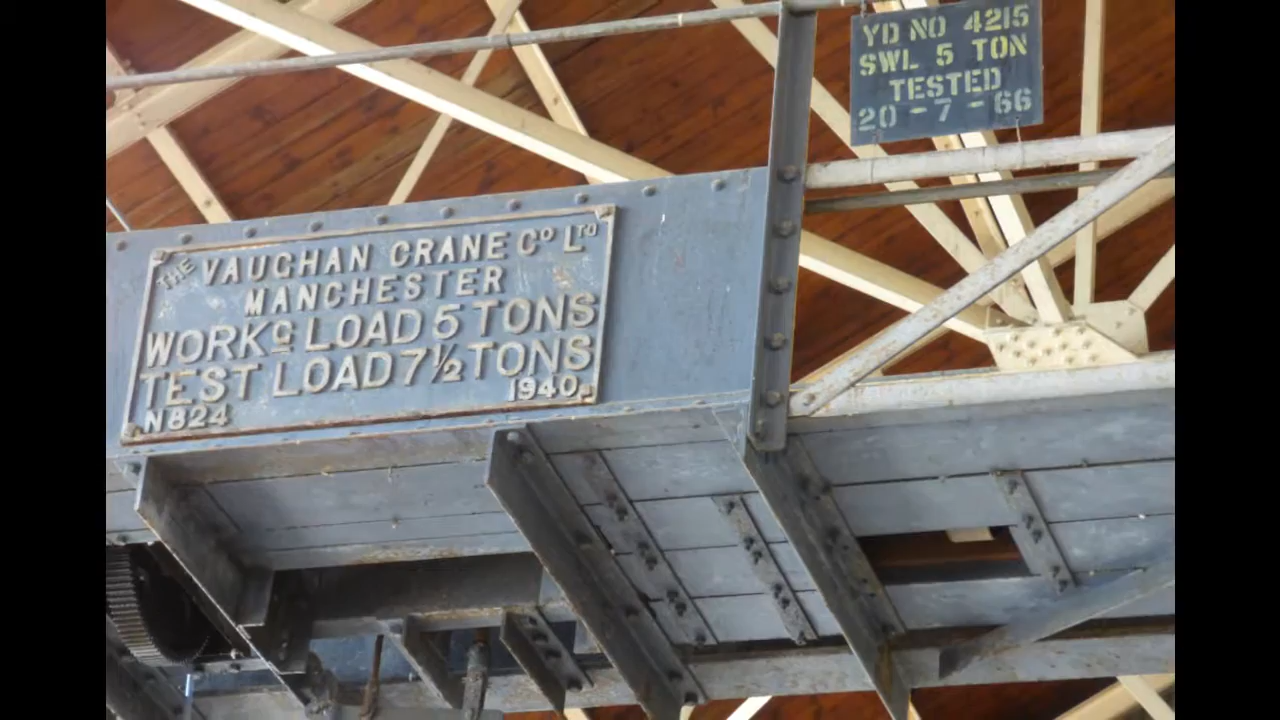 THE VAUGHAN CRANE Co LTD
MANCHESTER
WORKG LOAD 5 TONS
TEST LOAD 7½ TONS
1940
N824
YD NO 4215
SWL 5 TON
TESTED
20-7-66